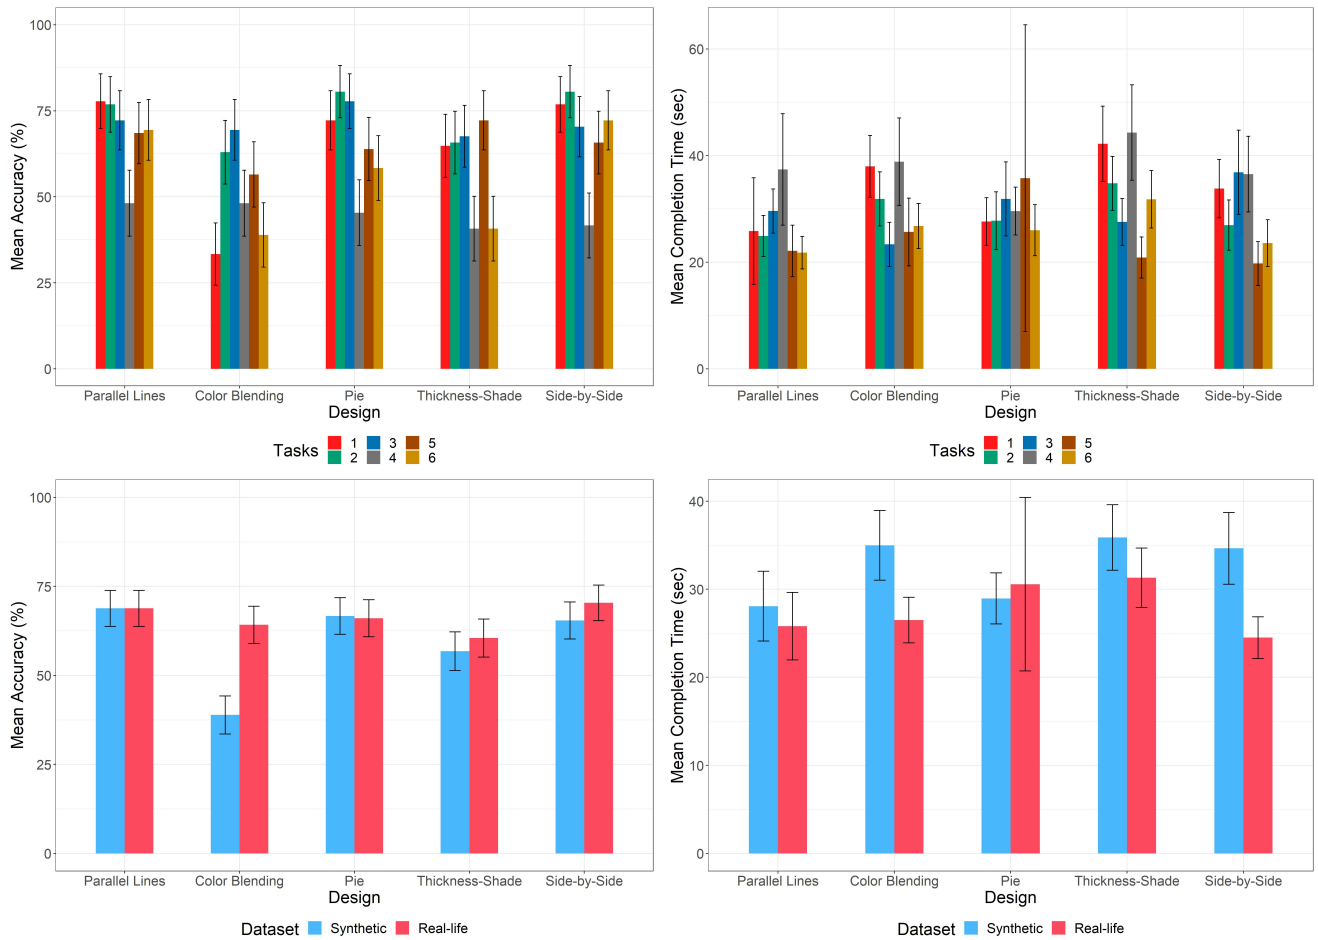 Mean Accuracy (%)
100
75
50
25
0
Parallel Lines Color Blending Pie Thickness-Shade Side-by-Side
Design
Tasks 1 3 5
2 4 6
Mean Completion Time (sec)
60
40
20
0
Parallel Lines Color Blending Pie Thickness-Shade Side-by-Side
Design
Tasks 1 3 5
2 4 6
Mean Accuracy (%)
100
75
50
25
0
Parallel Lines Color Blending Pie Thickness-Shade Side-by-Side
Design
Dataset Synthetic Real-life
Mean Completion Time (sec)
40
30
20
10
0
Parallel Lines Color Blending Pie Thickness-Shade Side-by-Side
Design
Dataset Synthetic Real-life